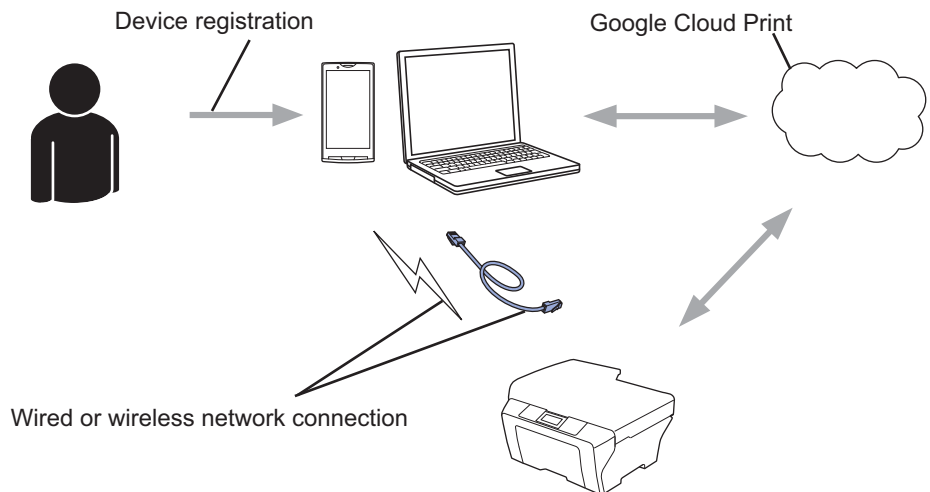 Device registration
Google Cloud Print
Wired or wireless network connection